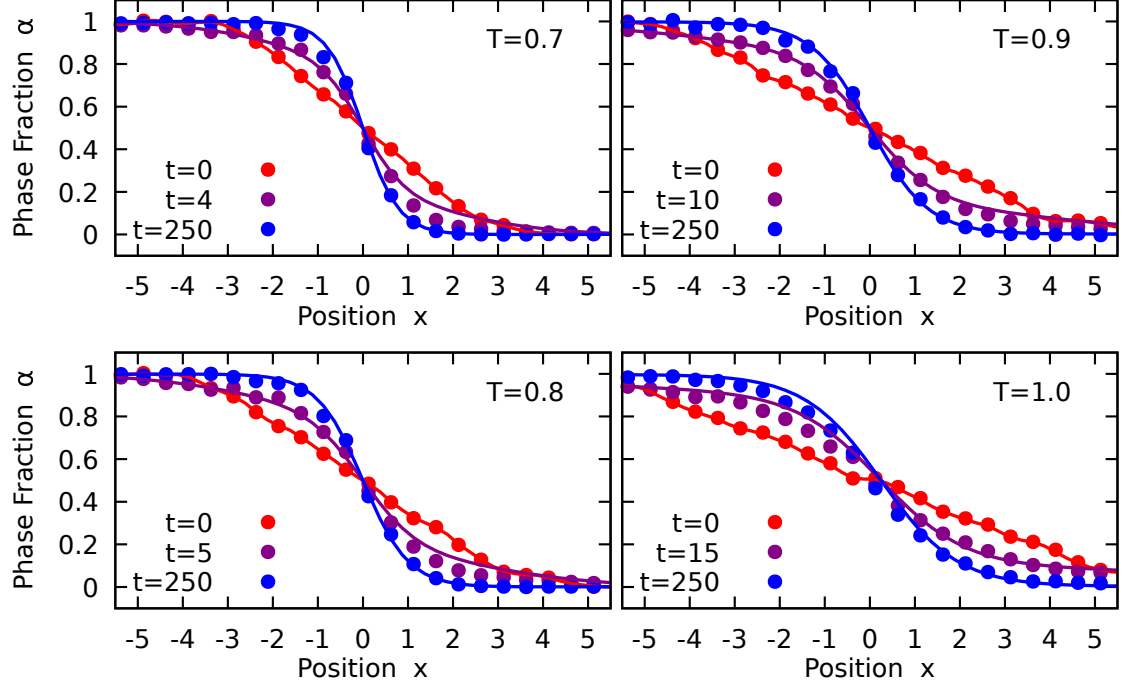 Phase Fraction α
1
0.8
0.6
0.4
0.2
0
T=0.7
t=0
t=4
t=250
-5 -4 -3 -2 -1 0 1 2 3 4 5
Position x
T=0.9
t=0
t=10
t=250
-5 -4 -3 -2 -1 0 1 2 3 4 5
Position x
Phase Fraction α
1
0.8
0.6
0.4
0.2
0
T=0.8
t=0
t=5
t=250
-5 -4 -3 -2 -1 0 1 2 3 4 5
Position x
T=1.0
t=0
t=15
t=250
-5 -4 -3 -2 -1 0 1 2 3 4 5
Position x